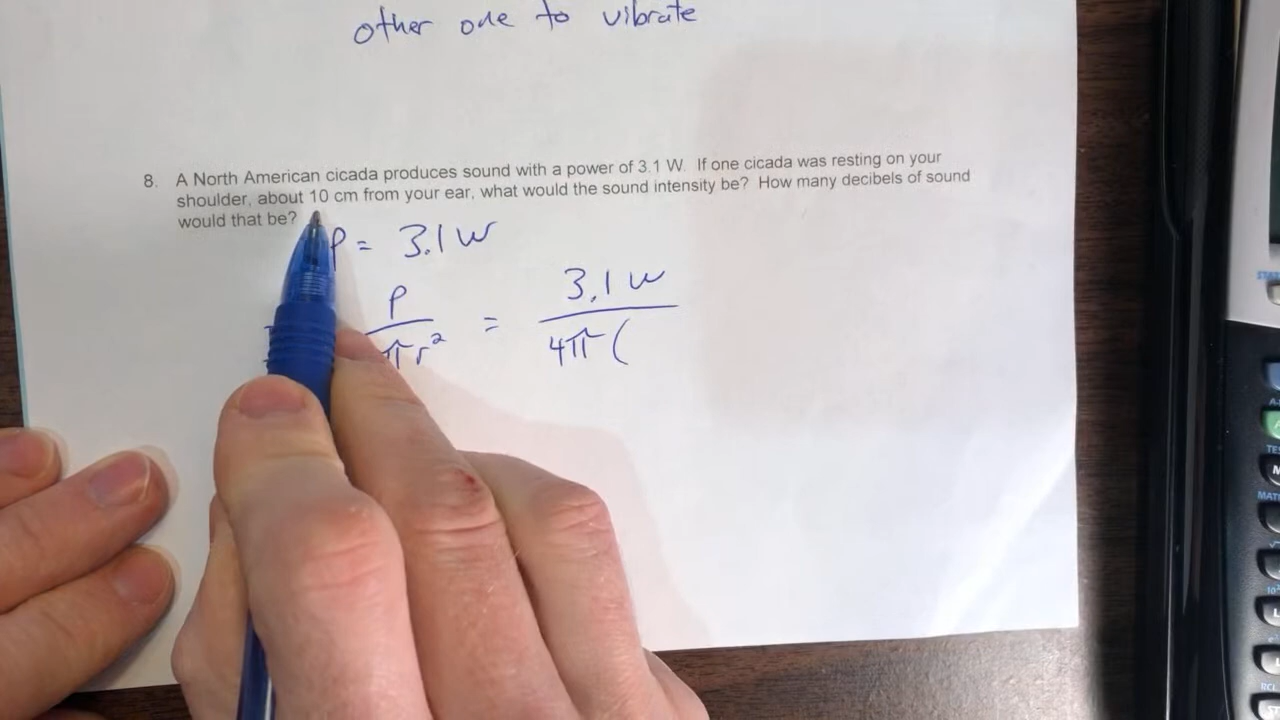 other one to vibrate
8. A North American cicada produces sound with a power of 3.1 W. If one cicada was resting on your
shoulder, about 10 cm from your ear, what would the sound intensity be? How many decibels of sound
would that be?
P = 3.1 W
P / πr² = 3.1 W / 4π (